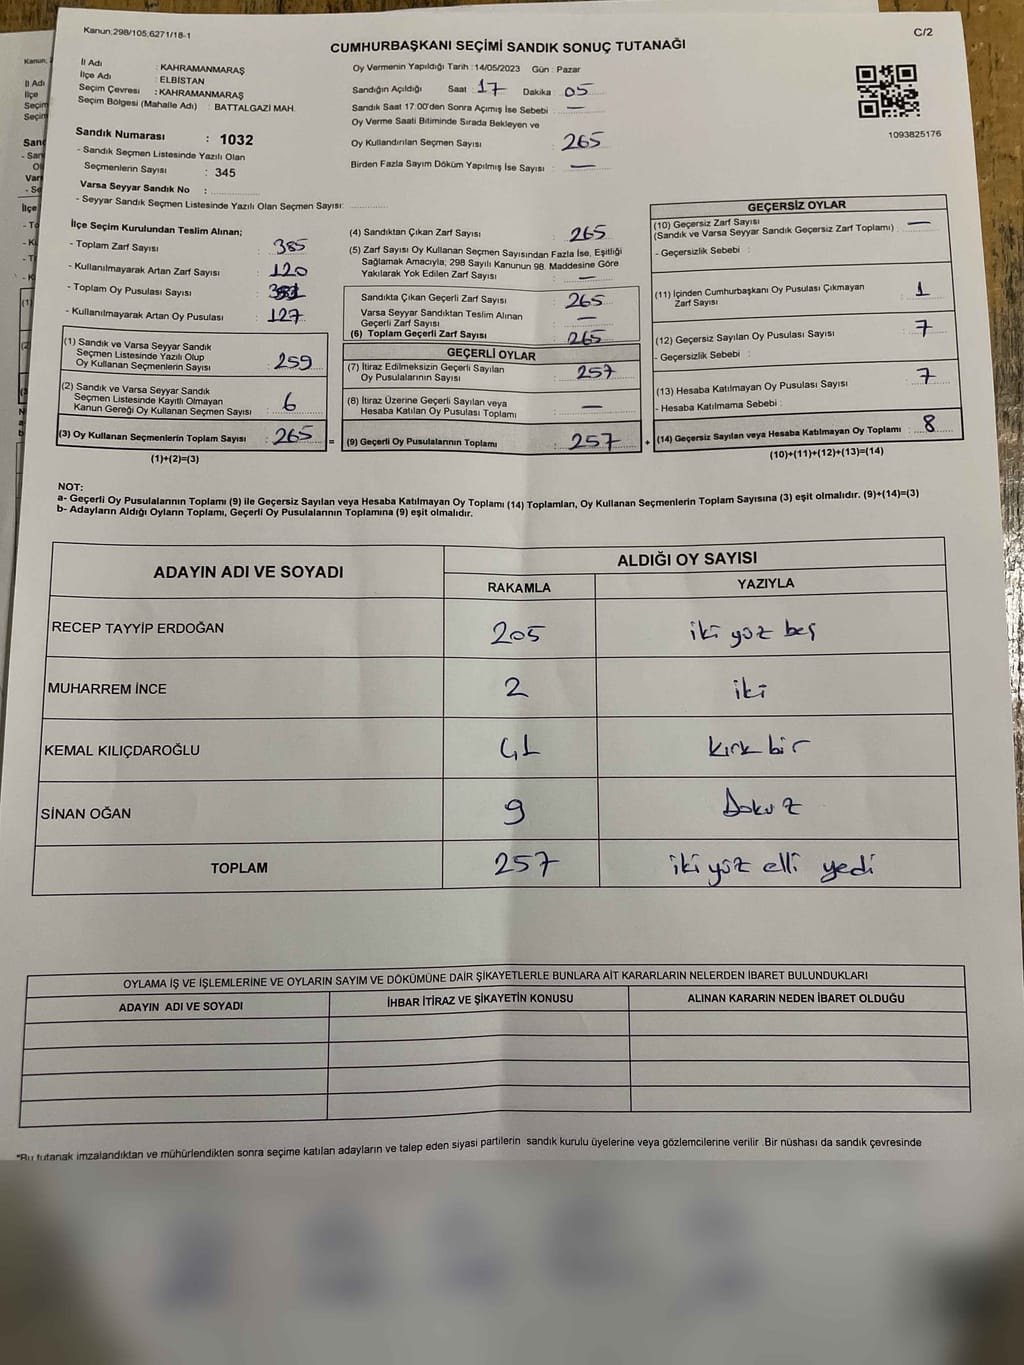 Kanun;298/105,6271/18-1
C/2
CUMHURBAŞKANI SEÇİMİ SANDIK SONUÇ TUTANAĞI
İl Adı : KAHRAMANMARAŞ
İlçe Adı : ELBİSTAN
Seçim Çevresi : KAHRAMANMARAŞ
Seçim Bölgesi (Mahalle Adı) : BATTALGAZİ MAH.
Sandık Numarası : 1032
- Sandık Seçmen Listesinde Yazılı Olan
Seçmenlerin Sayısı : 345
Varsa Seyyar Sandık No :
- Seyyar Sandık Seçmen Listesinde Yazılı Olan Seçmen Sayısı:
Oy Vermenin Yapıldığı Tarih :14/05/2023 Gün : Pazar
Sandığın Açıldığı Saat : 17 Dakika : 05
Sandık Saat 17:00'den Sonra Açımış İse Sebebi : —
Oy Verme Saati Bitiminde Sırada Bekleyen ve
Oy Kullandırılan Seçmen Sayısı : 265
Birden Fazla Sayım Döküm Yapılmış İse Sayısı : —
1093825176
İlçe Seçim Kurulundan Teslim Alınan;
- Toplam Zarf Sayısı : 385
- Kullanılmayarak Artan Zarf Sayısı : 120
- Toplam Oy Pusulası Sayısı :
- Kullanılmayarak Artan Oy Pusulası : 127
(1) Sandık ve Varsa Seyyar Sandık
Seçmen Listesinde Yazılı Olup
Oy Kullanan Seçmenlerin Sayısı : 259
(2) Sandık ve Varsa Seyyar Sandık
Seçmen Listesinde Kayıtlı Olmayan
Kanun Gereği Oy Kullanan Seçmen Sayısı : 6
(3) Oy Kullanan Seçmenlerin Toplam Sayısı : 265 =
(1)+(2)=(3)
(4) Sandıktan Çıkan Zarf Sayısı : 265
(5) Zarf Sayısı Oy Kullanan Seçmen Sayısından Fazla İse, Eşitliği
Sağlamak Amacıyla; 298 Sayılı Kanunun 98. Maddesine Göre
Yakılarak Yok Edilen Zarf Sayısı : —
Sandıkta Çıkan Geçerli Zarf Sayısı : 265
Varsa Seyyar Sandıktan Teslim Alınan
Geçerli Zarf Sayısı : —
(6) Toplam Geçerli Zarf Sayısı : 265
GEÇERLİ OYLAR
(7) İtiraz Edilmeksizin Geçerli Sayılan
Oy Pusulalarının Sayısı : 257
(8) İtiraz Üzerine Geçerli Sayılan veya
Hesaba Katılan Oy Pusulası Toplamı : —
(9) Geçerli Oy Pusulalarının Toplamı : 257 +
GEÇERSİZ OYLAR
(10) Geçersiz Zarf Sayısı
(Sandık ve Varsa Seyyar Sandık Geçersiz Zarf Toplamı) : —
- Geçersizlik Sebebi :
(11) İçinden Cumhurbaşkanı Oy Pusulası Çıkmayan
Zarf Sayısı : 1
(12) Geçersiz Sayılan Oy Pusulası Sayısı : 7
- Geçersizlik Sebebi :
(13) Hesaba Katılmayan Oy Pusulası Sayısı : 7
- Hesaba Katılmama Sebebi :
(14) Geçersiz Sayılan veya Hesaba Katılmayan Oy Toplamı : 8
(10)+(11)+(12)+(13)=(14)
NOT:
a- Geçerli Oy Pusulalarının Toplamı (9) ile Geçersiz Sayılan veya Hesaba Katılmayan Oy Toplamı (14) Toplamları, Oy Kullanan Seçmenlerin Toplam Sayısına (3) eşit olmalıdır. (9)+(14)=(3)
b- Adayların Aldığı Oyların Toplamı, Geçerli Oy Pusulalarının Toplamına (9) eşit olmalıdır.
ADAYIN ADI VE SOYADI ALDIĞI OY SAYISI
RAKAMLA YAZIYLA
RECEP TAYYİP ERDOĞAN 205 iki yüz beş
MUHARREM İNCE 2 iki
KEMAL KILIÇDAROĞLU 41 kırk bir
SİNAN OĞAN 9 Dokuz
TOPLAM 257 iki yüz elli yedi
OYLAMA İŞ VE İŞLEMLERİNE VE OYLARIN SAYIM VE DÖKÜMÜNE DAİR ŞİKAYETLERLE BUNLARA AİT KARARLARIN NELERDEN İBARET BULUNDUKLARI
ADAYIN ADI VE SOYADI İHBAR İTİRAZ VE ŞİKAYETİN KONUSU ALINAN KARARIN NEDEN İBARET OLDUĞU
*Bu tutanak imzalandıktan ve mühürlendikten sonra seçime katılan adayların ve talep eden siyasi partilerin sandık kurulu üyelerine veya gözlemcilerine verilir .Bir nüshası da sandık çevresinde